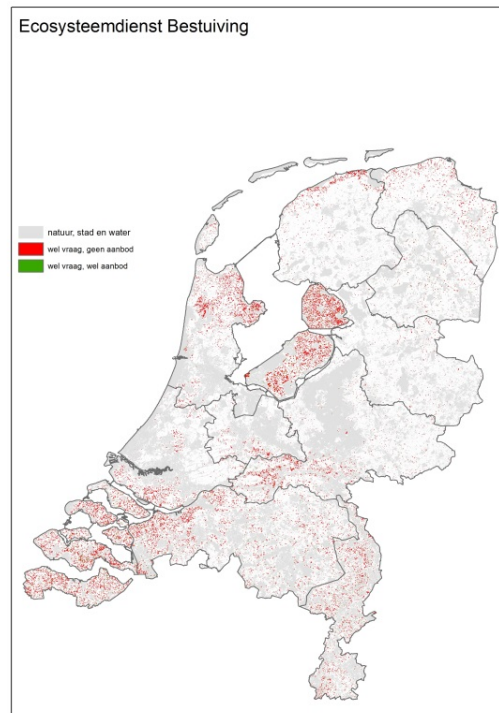 Ecosysteemdienst Bestuiving
natuur, stad en water
wel vraag, geen aanbod
wel vraag, wel aanbod